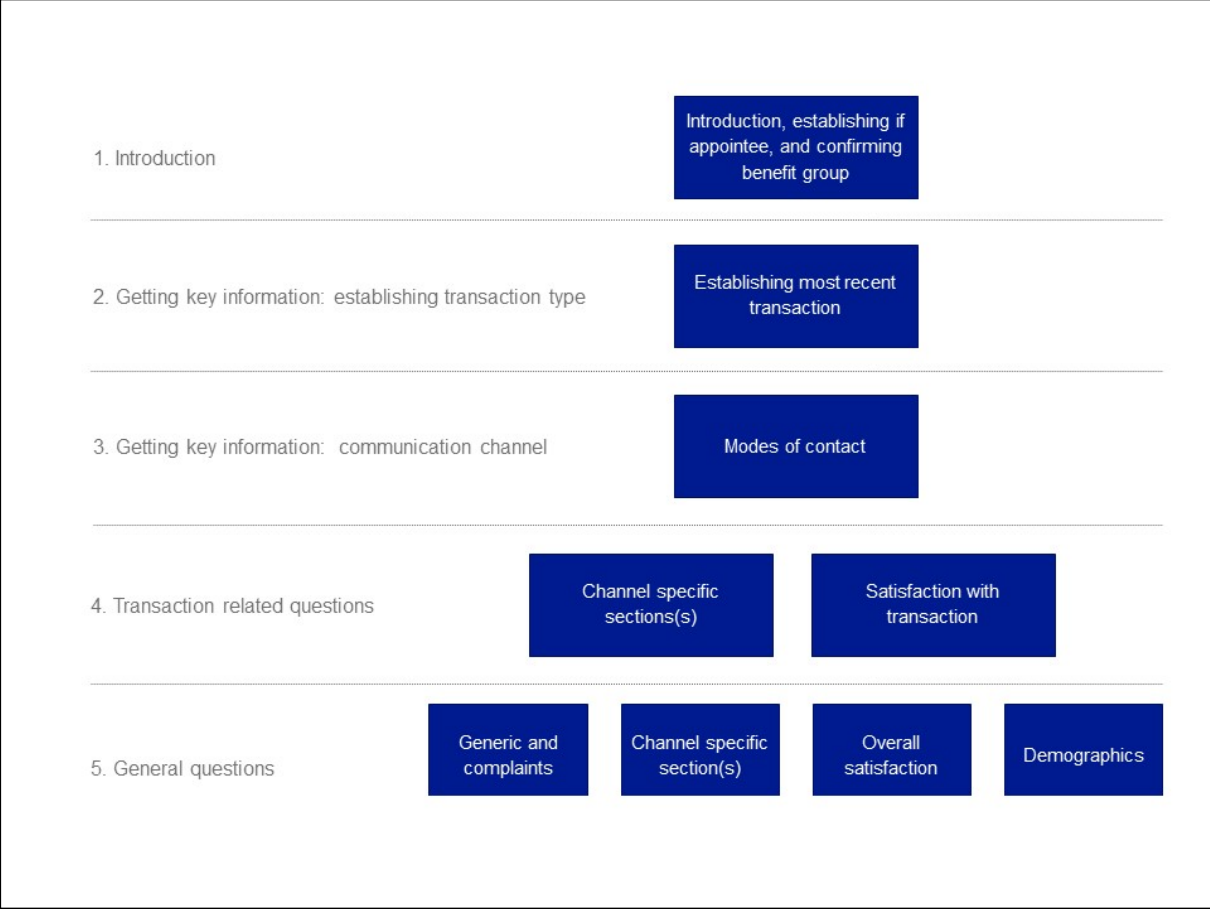 1. Introduction
Introduction, establishing if
appointee, and confirming
benefit group
2. Getting key information: establishing transaction type
Establishing most recent
transaction
3. Getting key information: communication channel
Modes of contact
4. Transaction related questions
Channel specific
sections(s)
Satisfaction with
transaction
5. General questions
Generic and
complaints
Channel specific
section(s)
Overall
satisfaction
Demographics